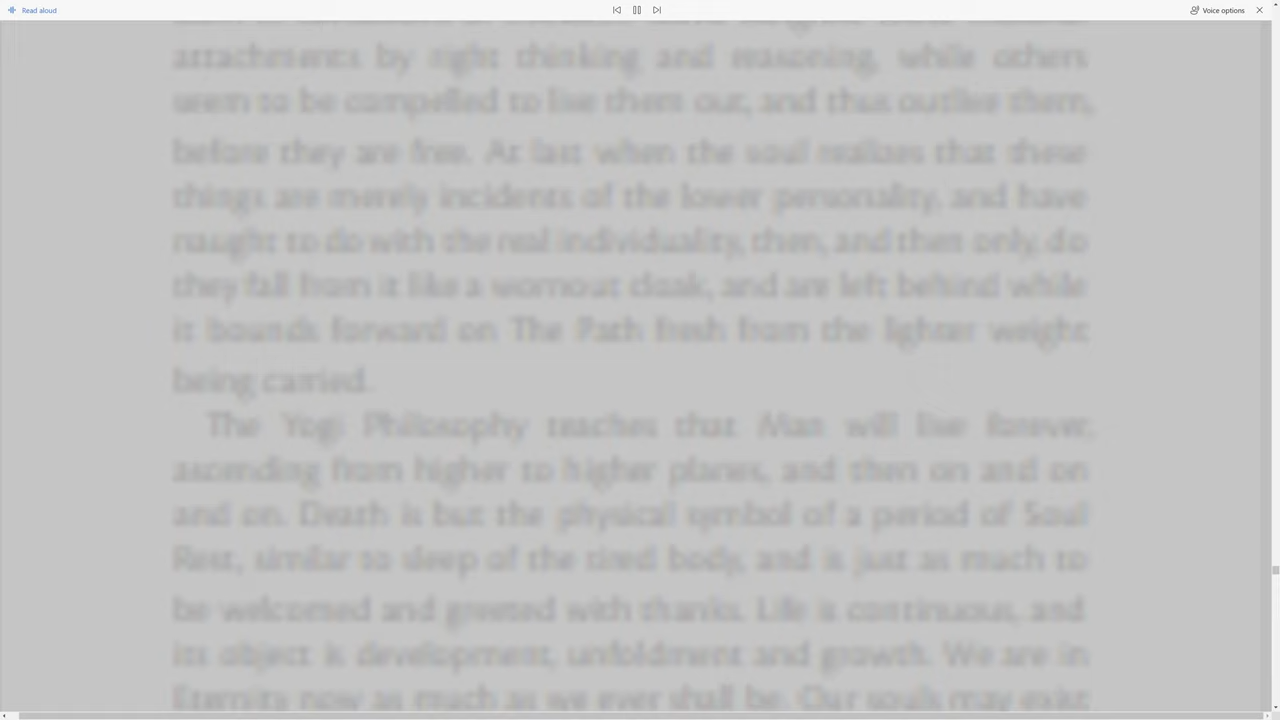 Read aloud
Voice options
attachments by right thinking and reasoning, while others
seem to be compelled to live them out, and thus outlive them,
before they are free. At last when the soul realizes that these
things are merely incidents of the lower personality, and have
naught to do with the real individuality, then, and then only, do
they fall from it like a wornout cloak, and are left behind while
it bounds forward on The Path fresh from the lighter weight
being carried.
The Yogi Philosophy teaches that Man will live forever,
ascending from higher to higher planes, and then on and on
and on. Death is but the physical symbol of a period of Soul
Rest, similar to sleep of the tired body, and is just as much to
be welcomed and greeted with thanks. Life is continuous, and
its object is development, unfoldment and growth. We are in
Eternity now as much as we ever shall be. Our souls may exist